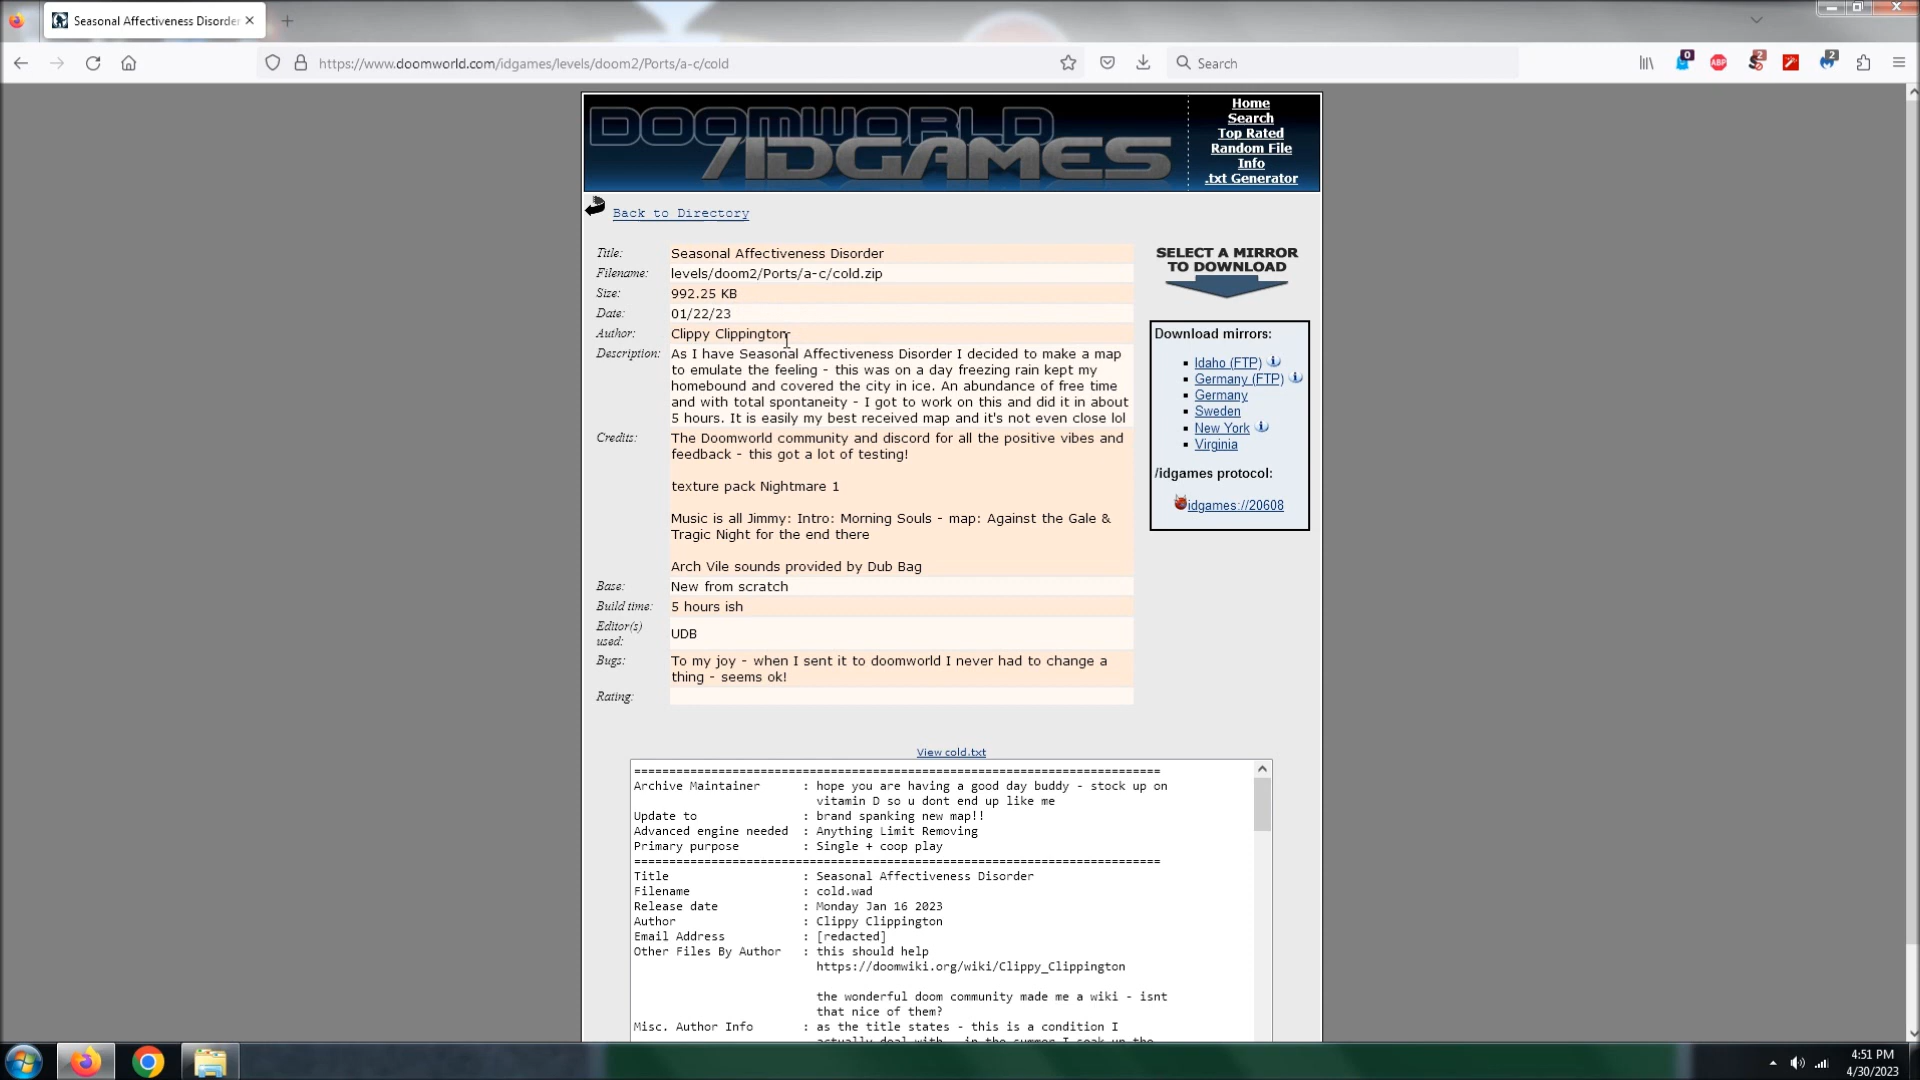 Seasonal Affectiveness Disorder
https://www.doomworld.com/idgames/levels/doom2/Ports/a-c/cold
Search
0
ABP
2
2
DOOMWORLD
/IDGAMES
Home
Search
Top Rated
Random File
Info
.txt Generator
Back to Directory
Title: Seasonal Affectiveness Disorder
Filename: levels/doom2/Ports/a-c/cold.zip
Size: 992.25 KB
Date: 01/22/23
Author: Clippy Clippington
Description: As I have Seasonal Affectiveness Disorder I decided to make a map
to emulate the feeling - this was on a day freezing rain kept my
homebound and covered the city in ice. An abundance of free time
and with total spontaneity - I got to work on this and did it in about
5 hours. It is easily my best received map and it's not even close lol
Credits: The Doomworld community and discord for all the positive vibes and
feedback - this got a lot of testing!
texture pack Nightmare 1
Music is all Jimmy: Intro: Morning Souls - map: Against the Gale &
Tragic Night for the end there
Arch Vile sounds provided by Dub Bag
Base: New from scratch
Build time: 5 hours ish
Editor(s)
used: UDB
Bugs: To my joy - when I sent it to doomworld I never had to change a
thing - seems ok!
Rating:
SELECT A MIRROR
TO DOWNLOAD
Download mirrors:
Idaho (FTP)
Germany (FTP)
Germany
Sweden
New York
Virginia
/idgames protocol:
idgames://20608
View cold.txt
===========================================================================
Archive Maintainer : hope you are having a good day buddy - stock up on
vitamin D so u dont end up like me
Update to : brand spanking new map!!
Advanced engine needed : Anything Limit Removing
Primary purpose : Single + coop play
===========================================================================
Title : Seasonal Affectiveness Disorder
Filename : cold.wad
Release date : Monday Jan 16 2023
Author : Clippy Clippington
Email Address : [redacted]
Other Files By Author : this should help
https://doomwiki.org/wiki/Clippy_Clippington
the wonderful doom community made me a wiki - isnt
that nice of them?
Misc. Author Info : as the title states - this is a condition I
actually deal with - in the summer I soak up the
4:51 PM
4/30/2023